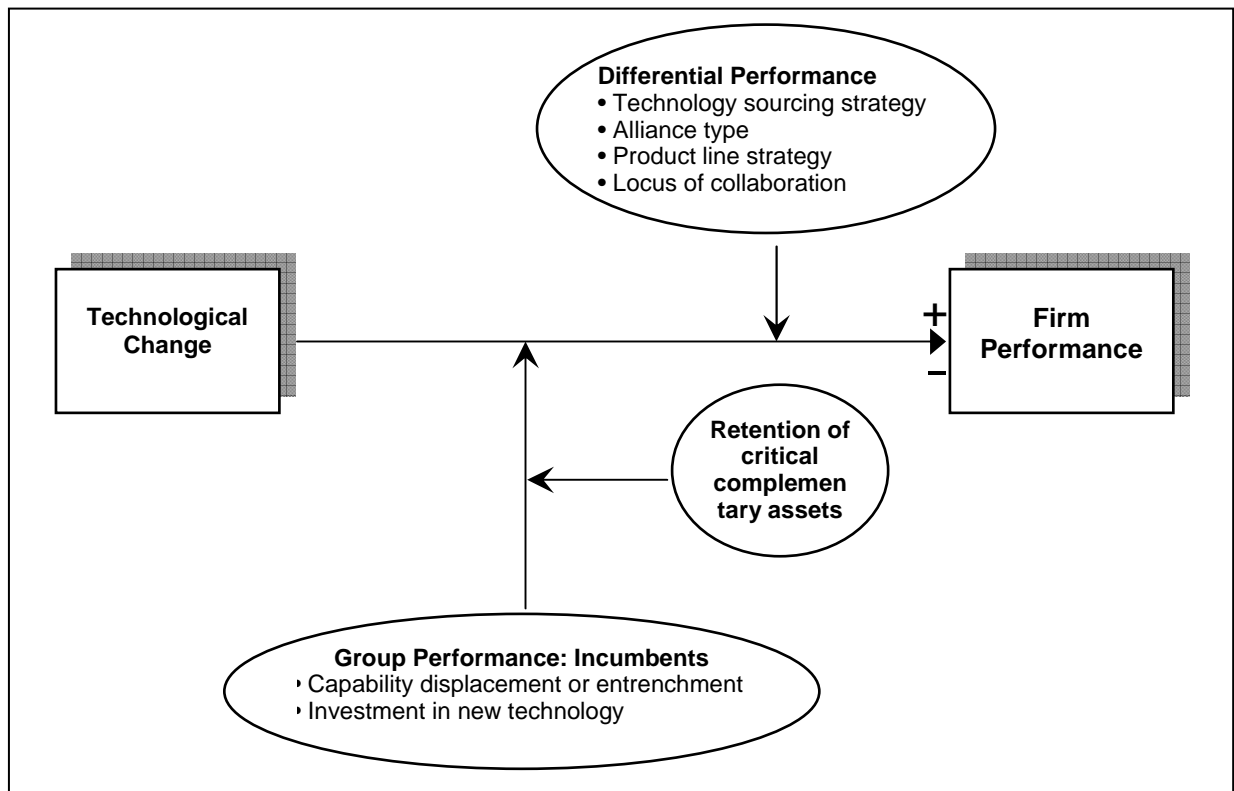 Differential Performance
• Technology sourcing strategy
• Alliance type
• Product line strategy
• Locus of collaboration
Technological
Change
+
−
Firm
Performance
Retention of
critical
complemen
tary assets
Group Performance: Incumbents
• Capability displacement or entrenchment
• Investment in new technology